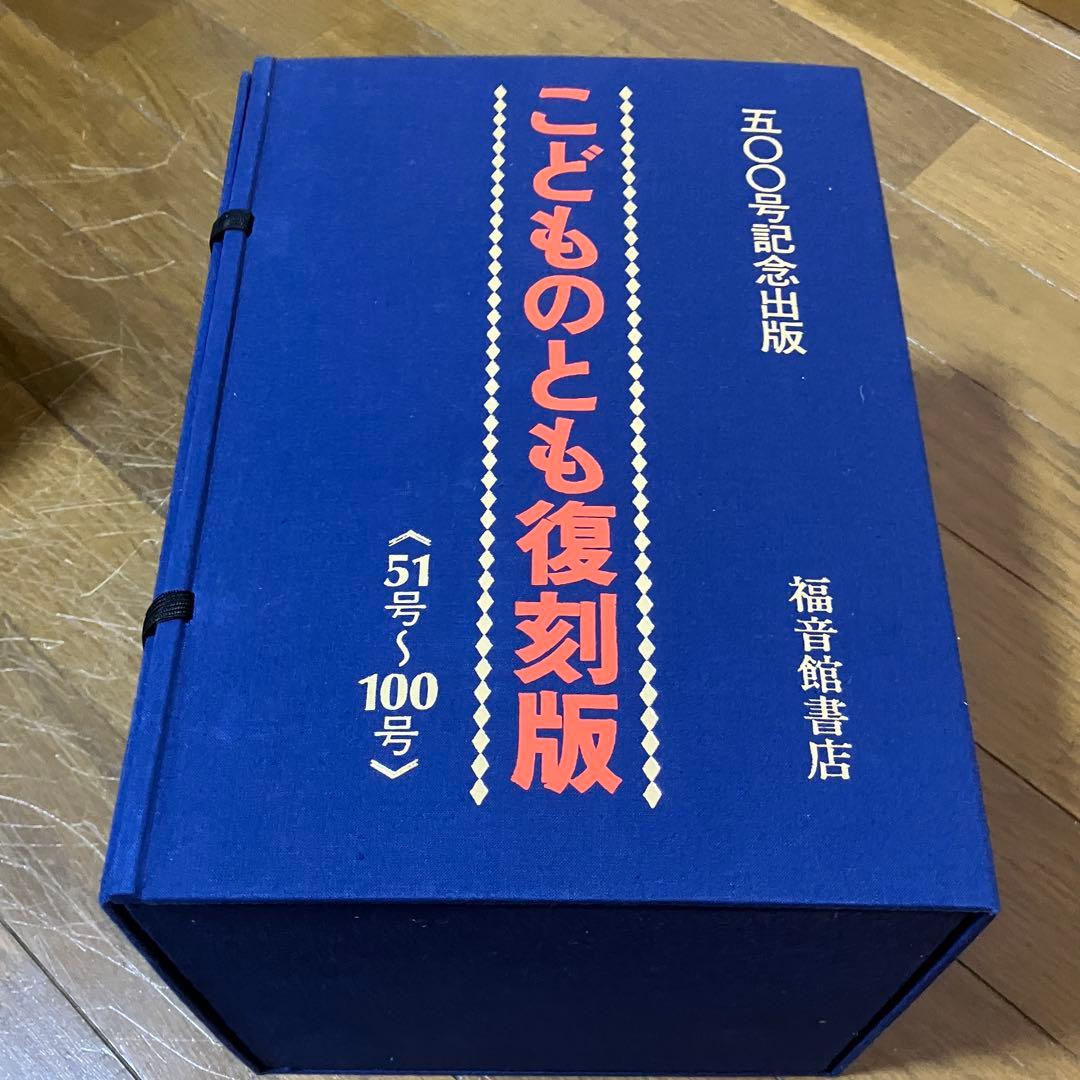 五〇〇号記念出版
こどものとも復刻版
《51号～100号》
福音館書店